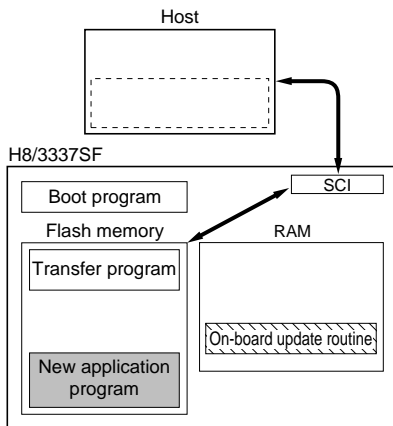 Host
H8/3337SF
SCI
Boot program
Flash memory
RAM
Transfer program
On-board update routine
New application
program